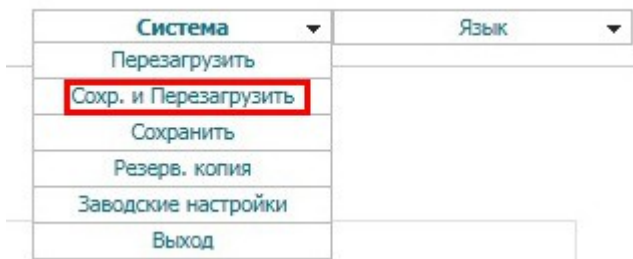 Система Язык
Перезагрузить
Сохр. и Перезагрузить
Сохранить
Резерв. копия
Заводские настройки
Выход